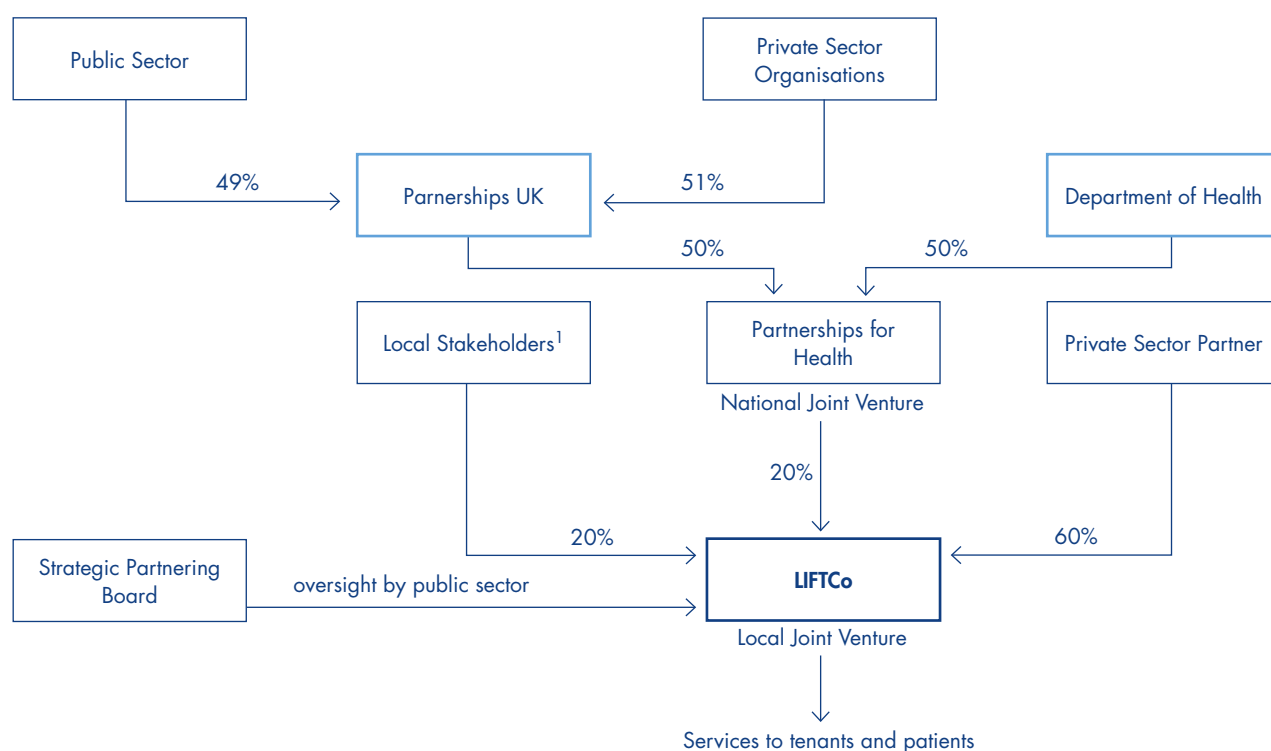 Public Sector
Private Sector
Organisations
49%
Parnerships UK
51%
Department of Health
50%
50%
Local Stakeholders1
Partnerships for
Health
Private Sector Partner
National Joint Venture
20%
20%
60%
Strategic Partnering
Board
oversight by public sector
LIFTCo
Local Joint Venture
Services to tenants and patients